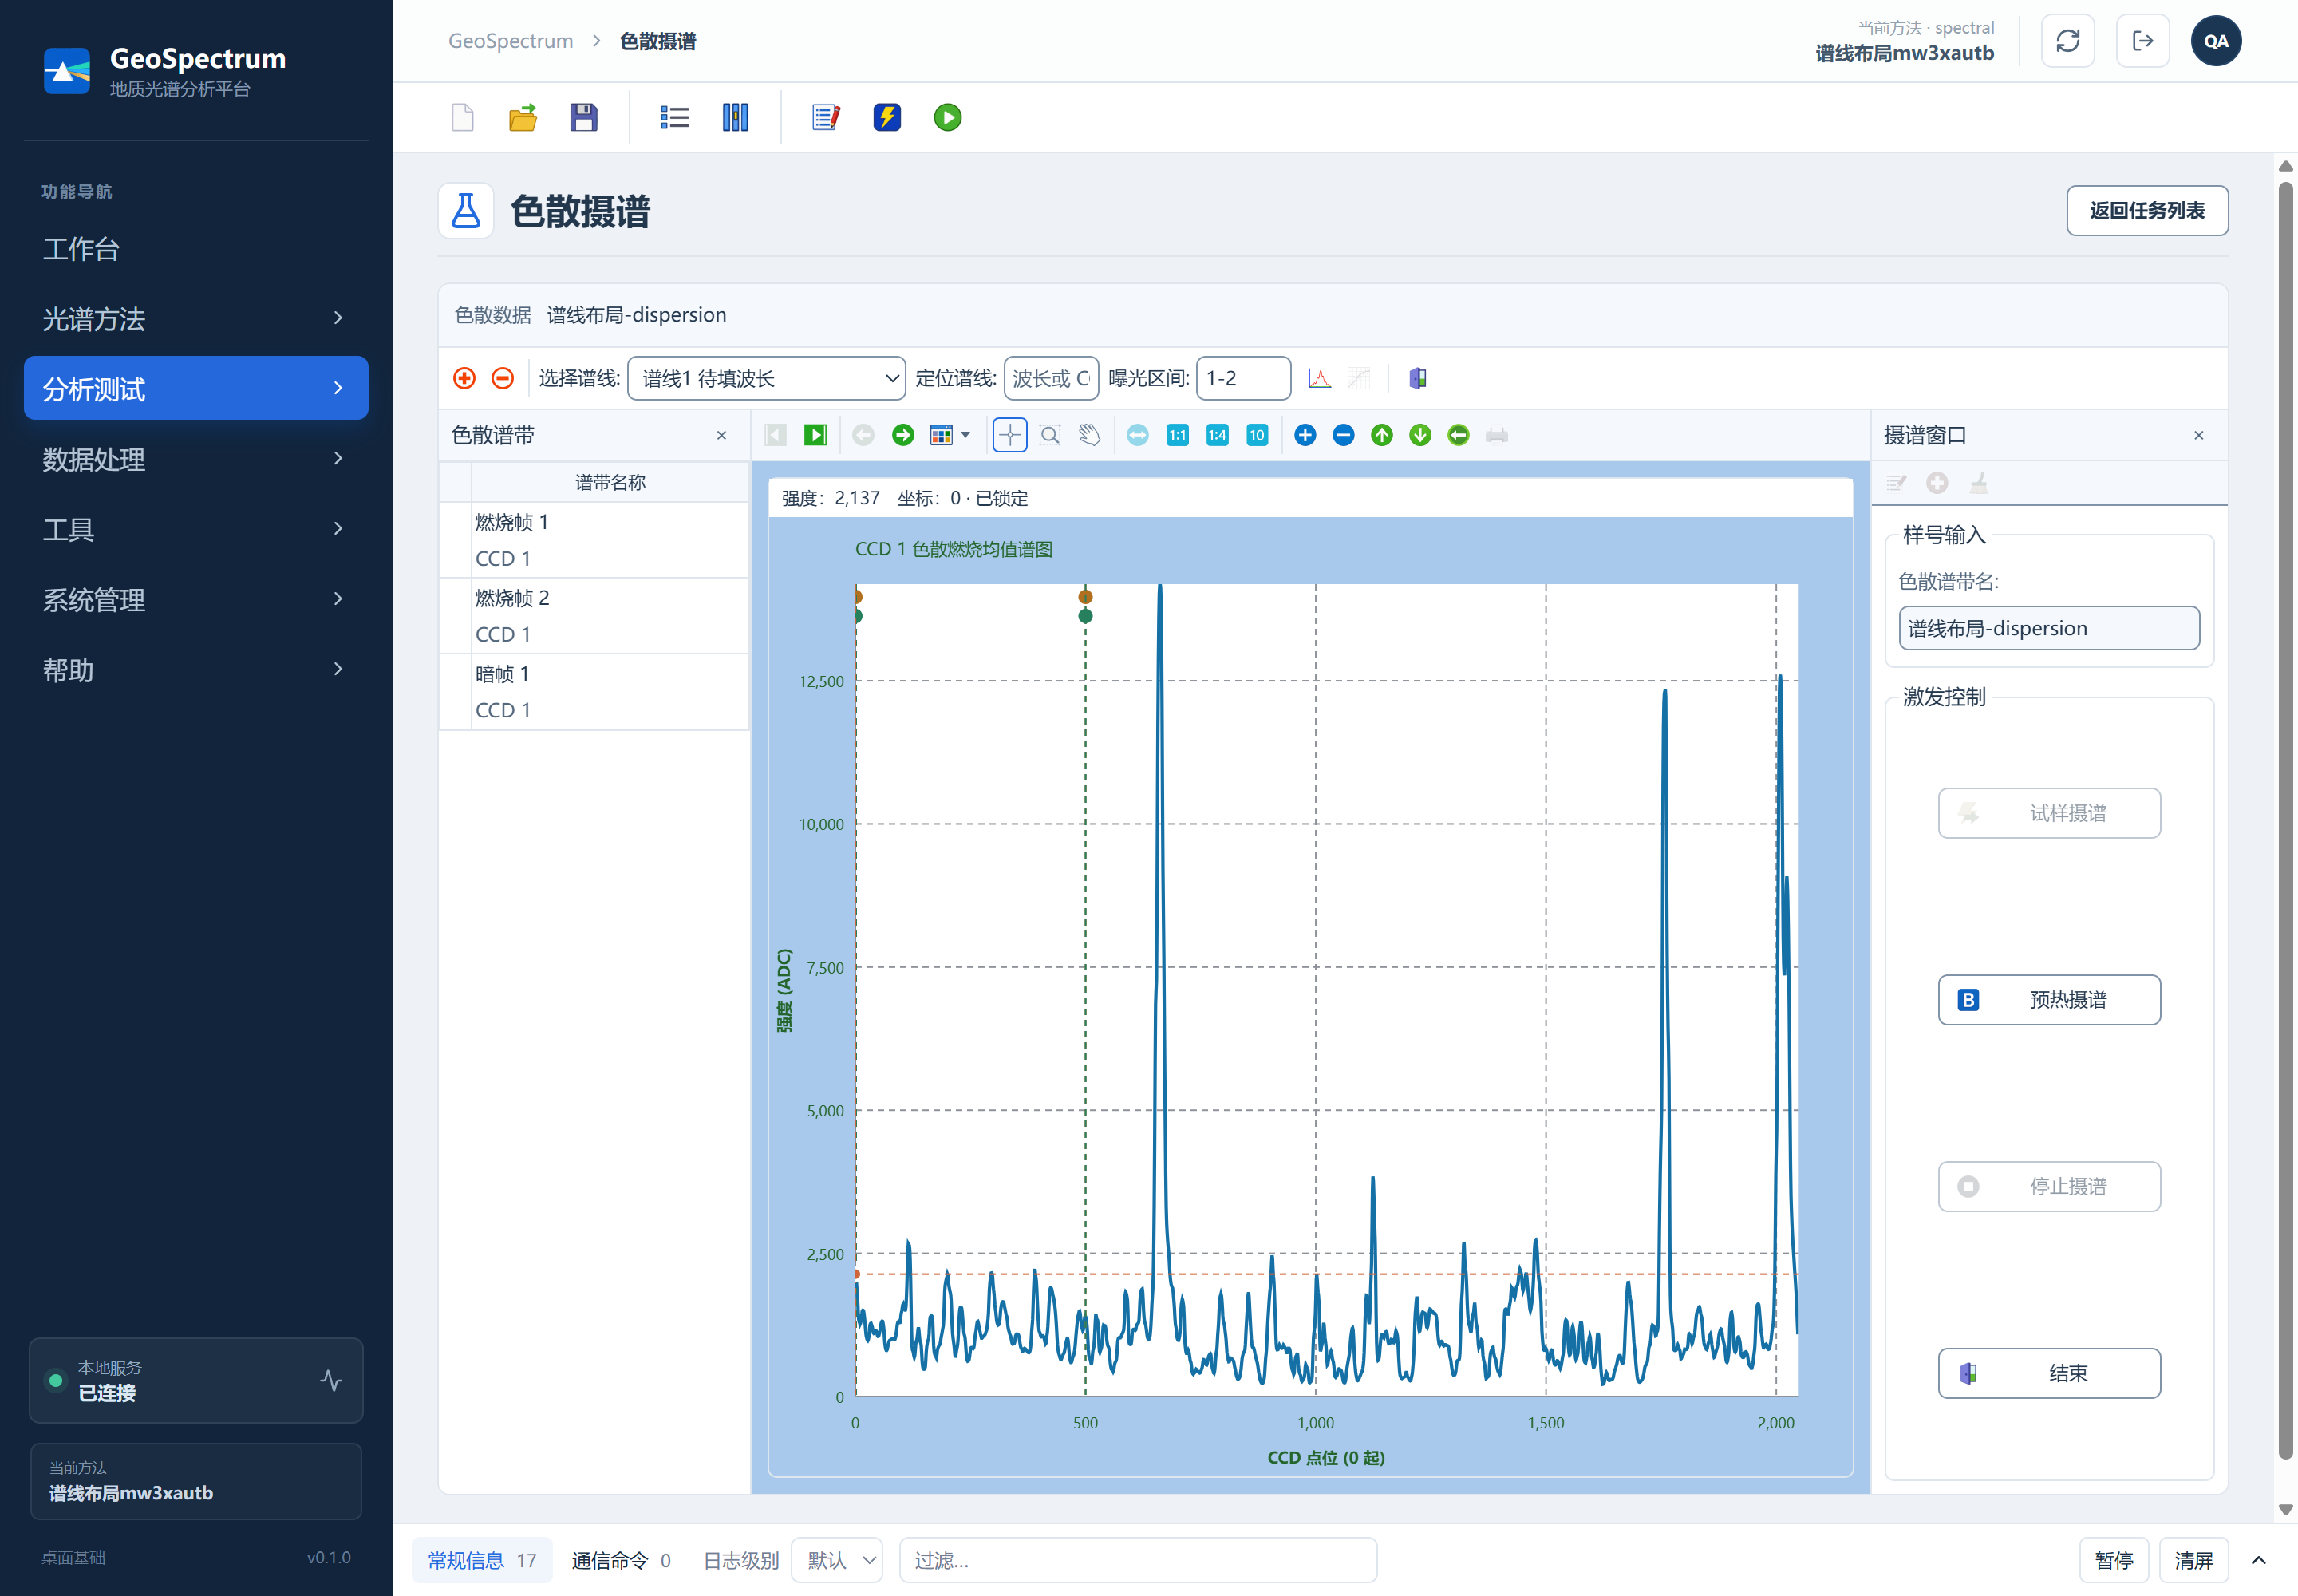 GeoSpectrum
地质光谱分析平台
功能导航
工作台
光谱方法
分析测试
数据处理
工具
系统管理
帮助
本地服务
已连接
当前方法
谱线布局mw3xautb
桌面基础 v0.1.0
GeoSpectrum 色散摄谱
当前方法 · spectral
谱线布局mw3xautb
QA
色散摄谱
返回任务列表
色散数据 谱线布局-dispersion
选择谱线: 谱线1 待填波长 定位谱线: 波长或 C 曝光区间: 1-2
色散谱带 ×
谱带名称
燃烧帧 1
CCD 1
燃烧帧 2
CCD 1
暗帧 1
CCD 1
1:1 1:4 10
强度: 2,137 坐标: 0 · 已锁定
CCD 1 色散燃烧均值谱图
强度 (ADC)
12,500
10,000
7,500
5,000
2,500
0
0 500 1,000 1,500 2,000
CCD 点位 (0 起)
摄谱窗口 ×
样号输入
色散谱带名:
谱线布局-dispersion
激发控制
试样摄谱
B 预热摄谱
停止摄谱
结束
常规信息 17 通信命令 0 日志级别 默认 过滤... 暂停 清屏